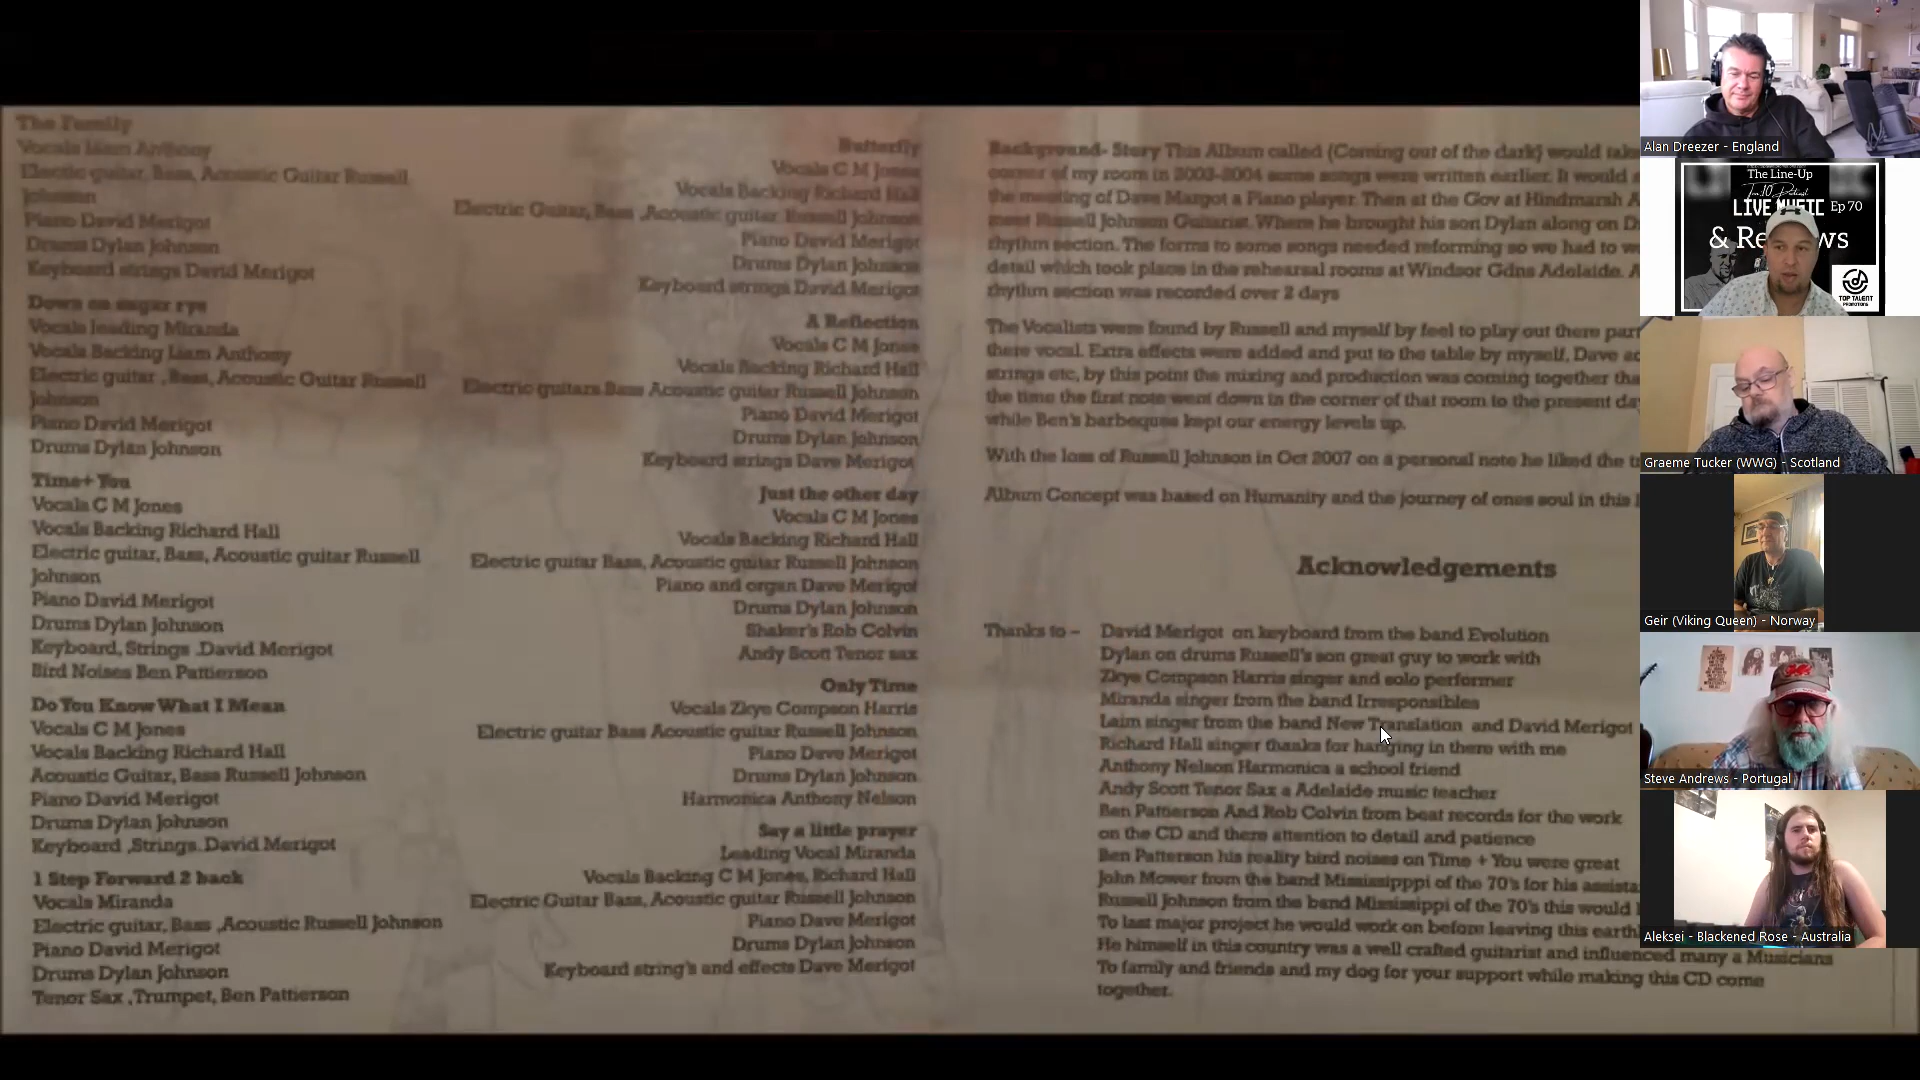 The Family
Vocals Liam Anthony
Electric guitar, Bass, Acoustic Guitar Russell
Johnson
Piano David Merigot
Drums Dylan Johnson
Keyboard strings David Merigot
Down on sugar rye
Vocals leading Miranda
Vocals Backing Liam Anthony
Electric guitar , Bass, Acoustic Guitar Russell
Johnson
Piano David Merigot
Drums Dylan Johnson
Time+ You
Vocals C M Jones
Vocals Backing Richard Hall
Electric guitar, Bass, Acoustic guitar Russell
Johnson
Piano David Merigot
Drums Dylan Johnson
Keyboard, Strings .David Merigot
Bird Noises Ben Pattierson
Do You Know What I Mean
Vocals C M Jones
Vocals Backing Richard Hall
Acoustic Guitar, Bass Russell Johnson
Piano David Merigot
Drums Dylan Johnson
Keyboard ,Strings. David Merigot
1 Step Forward 2 back
Vocals Miranda
Electric guitar, Bass ,Acoustic Russell Johnson
Piano David Merigot
Drums Dylan Johnson
Tenor Sax ,Trumpet, Ben Pattierson
Butterfly
Vocals C M Jones
Vocals Backing Richard Hall
Electric Guitar, Bass ,Acoustic guitar Russell Johnson
Piano David Merigot
Drums Dylan Johnson
Keyboard strings David Merigot
A Reflection
Vocals C M Jones
Vocals Backing Richard Hall
Electric guitars Bass Acoustic guitar Russell Johnson
Piano David Merigot
Drums Dylan Johnson
Keyboard strings Dave Merigot
Just the other day
Vocals C M Jones
Vocals Backing Richard Hall
Electric guitar Bass, Acoustic guitar Russell Johnson
Piano and organ Dave Merigot
Drums Dylan Johnson
Shaker's Rob Colvin
Andy Scott Tenor sax
Only Time
Vocals Zkye Compson Harris
Electric guitar Bass Acoustic guitar Russell Johnson
Piano Dave Merigot
Drums Dylan Johnson
Harmonica Anthony Nelson
Say a little prayer
Leading Vocal Miranda
Vocals Backing C M Jones, Richard Hall
Electric Guitar Bass, Acoustic guitar Russell Johnson
Piano Dave Merigot
Drums Dylan Johnson
Keyboard string's and effects Dave Merigot
Background- Story This Album called (Coming out of the dark) would take
corner of my room in 2003-2004 some songs were written earlier. It would
the meeting of Dave Margot a Piano player. Then at the Gov at Hindmarsh
meet Russell Johnson Guitarist. Where he brought his son Dylan along on
rhythm section. The forms to some songs needed reforming so we had to
detail which took place in the rehearsal rooms at Windsor Gdns Adelaide.
rhythm section was recorded over 2 days
The Vocalists were found by Russell and myself by feel to play out there part
there vocal. Extra effects were added and put to the table by myself, Dave
strings etc, by this point the mixing and production was coming together
the time the first note went down in the corner of that room to the present
while Ben's barbeques kept our energy levels up.
With the loss of Russell Johnson in Oct 2007 on a personal note he liked the
Album Concept was based on Humanity and the journey of ones soul in this
Acknowledgements
Thanks to – David Merigot on keyboard from the band Evolution
Dylan on drums Russell's son great guy to work with
Zkye Compson Harris singer and solo performer
Miranda singer from the band Irresponsibles
Laim singer from the band New Translation and David Merigot
Richard Hall singer thanks for hanging in there with me
Anthony Nelson Harmonica a school friend
Andy Scott Tenor Sax a Adelaide music teacher
Ben Pattierson And Rob Colvin from beat records for the work
on the CD and there attention to detail and patience
Ben Patterson his reality bird noises on Time + You were great
John Mower from the band Mississipppi of the 70's for his
Russell Johnson from the band Mississippi of the 70's this would
To last major project he would work on before leaving this earth
He himself in this country was a well crafted guitarist and influenced many a Musicians
To family and friends and my dog for your support while making this CD come
together.
Alan Dreezer - England
The Line-Up
LIVE MUSIC Ep 70
TOP TALENT
PROMOTIONS
Graeme Tucker (WWG) - Scotland
Geir (Viking Queen) - Norway
Steve Andrews - Portugal
Aleksei - Blackened Rose - Australia